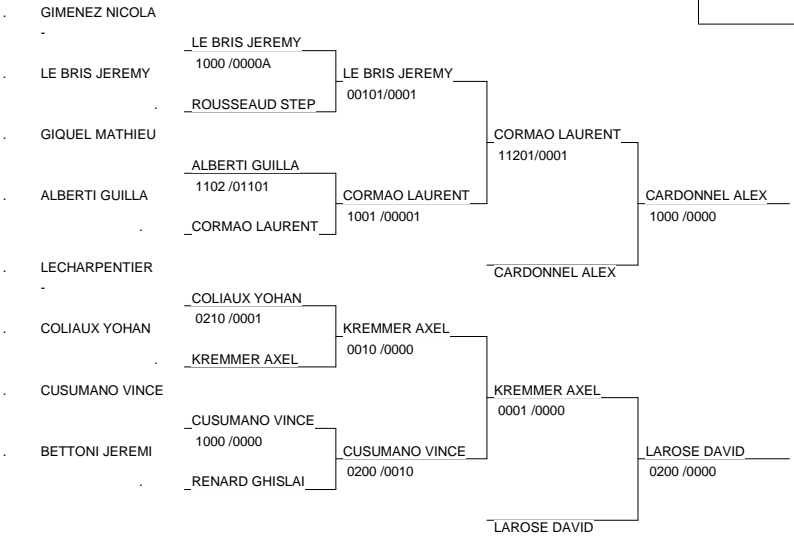 . GIMENEZ NICOLA
-
LE BRIS JEREMY
1000 /0000A
. LE BRIS JEREMY
LE BRIS JEREMY
00101/0001
. ROUSSEAUD STEP
. GIQUEL MATHIEU
CORMAO LAURENT
11201/0001
ALBERTI GUILLA
1102 /01101
. ALBERTI GUILLA
CORMAO LAURENT
1001 /00001
CARDONNEL ALEX
1000 /0000
. CORMAO LAURENT
. LECHARPENTIER
-
CARDONNEL ALEX
COLIAUX YOHAN
0210 /0001
. COLIAUX YOHAN
KREMMER AXEL
0010 /0000
. KREMMER AXEL
. CUSUMANO VINCE
KREMMER AXEL
0001 /0000
CUSUMANO VINCE
1000 /0000
. BETTONI JEREMI
CUSUMANO VINCE
0200 /0010
LAROSE DAVID
0200 /0000
. RENARD GHISLAI
LAROSE DAVID